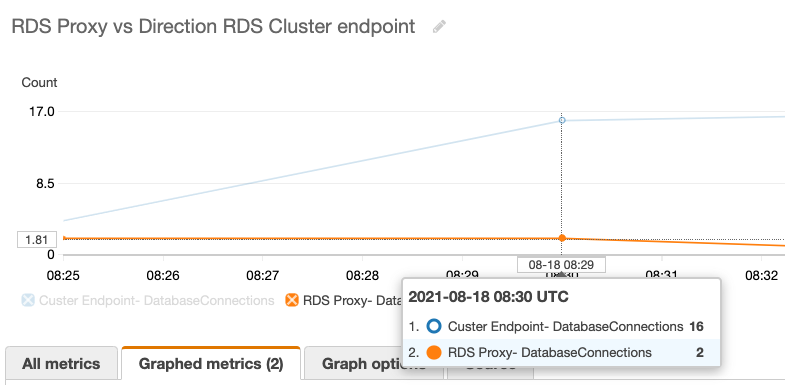 RDS Proxy vs Direction RDS Cluster endpoint
Count
17.0
8.5
1.81
0
08-18 08:29
08:25 08:26 08:27 08:28 08:29 08:30 08:31 08:32
Custer Endpoint- DatabaseConnections RDS Proxy- Data
2021-08-18 08:30 UTC
1. Custer Endpoint- DatabaseConnections 16
2. RDS Proxy- DatabaseConnections 2
All metrics Graphed metrics (2) Graph options